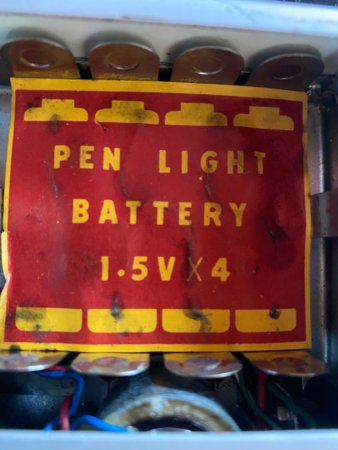 PEN LIGHT
BATTERY
1.5V X 4